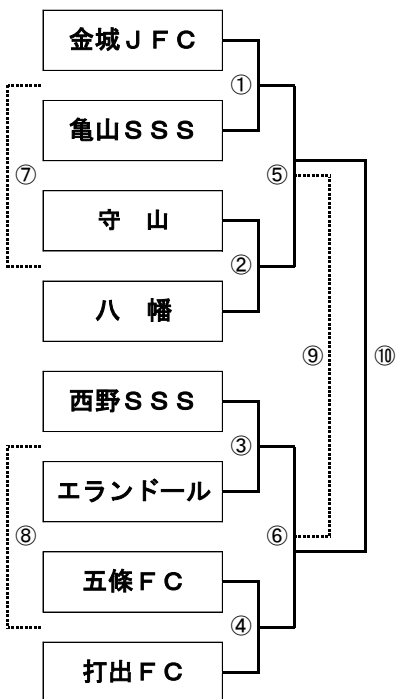 金城ＪＦＣ
①
亀山ＳＳＳ
⑦
⑤
守　山
②
八　幡
⑨
⑩
西野ＳＳＳ
③
エランドール
⑧
⑥
五條ＦＣ
④
打出ＦＣ